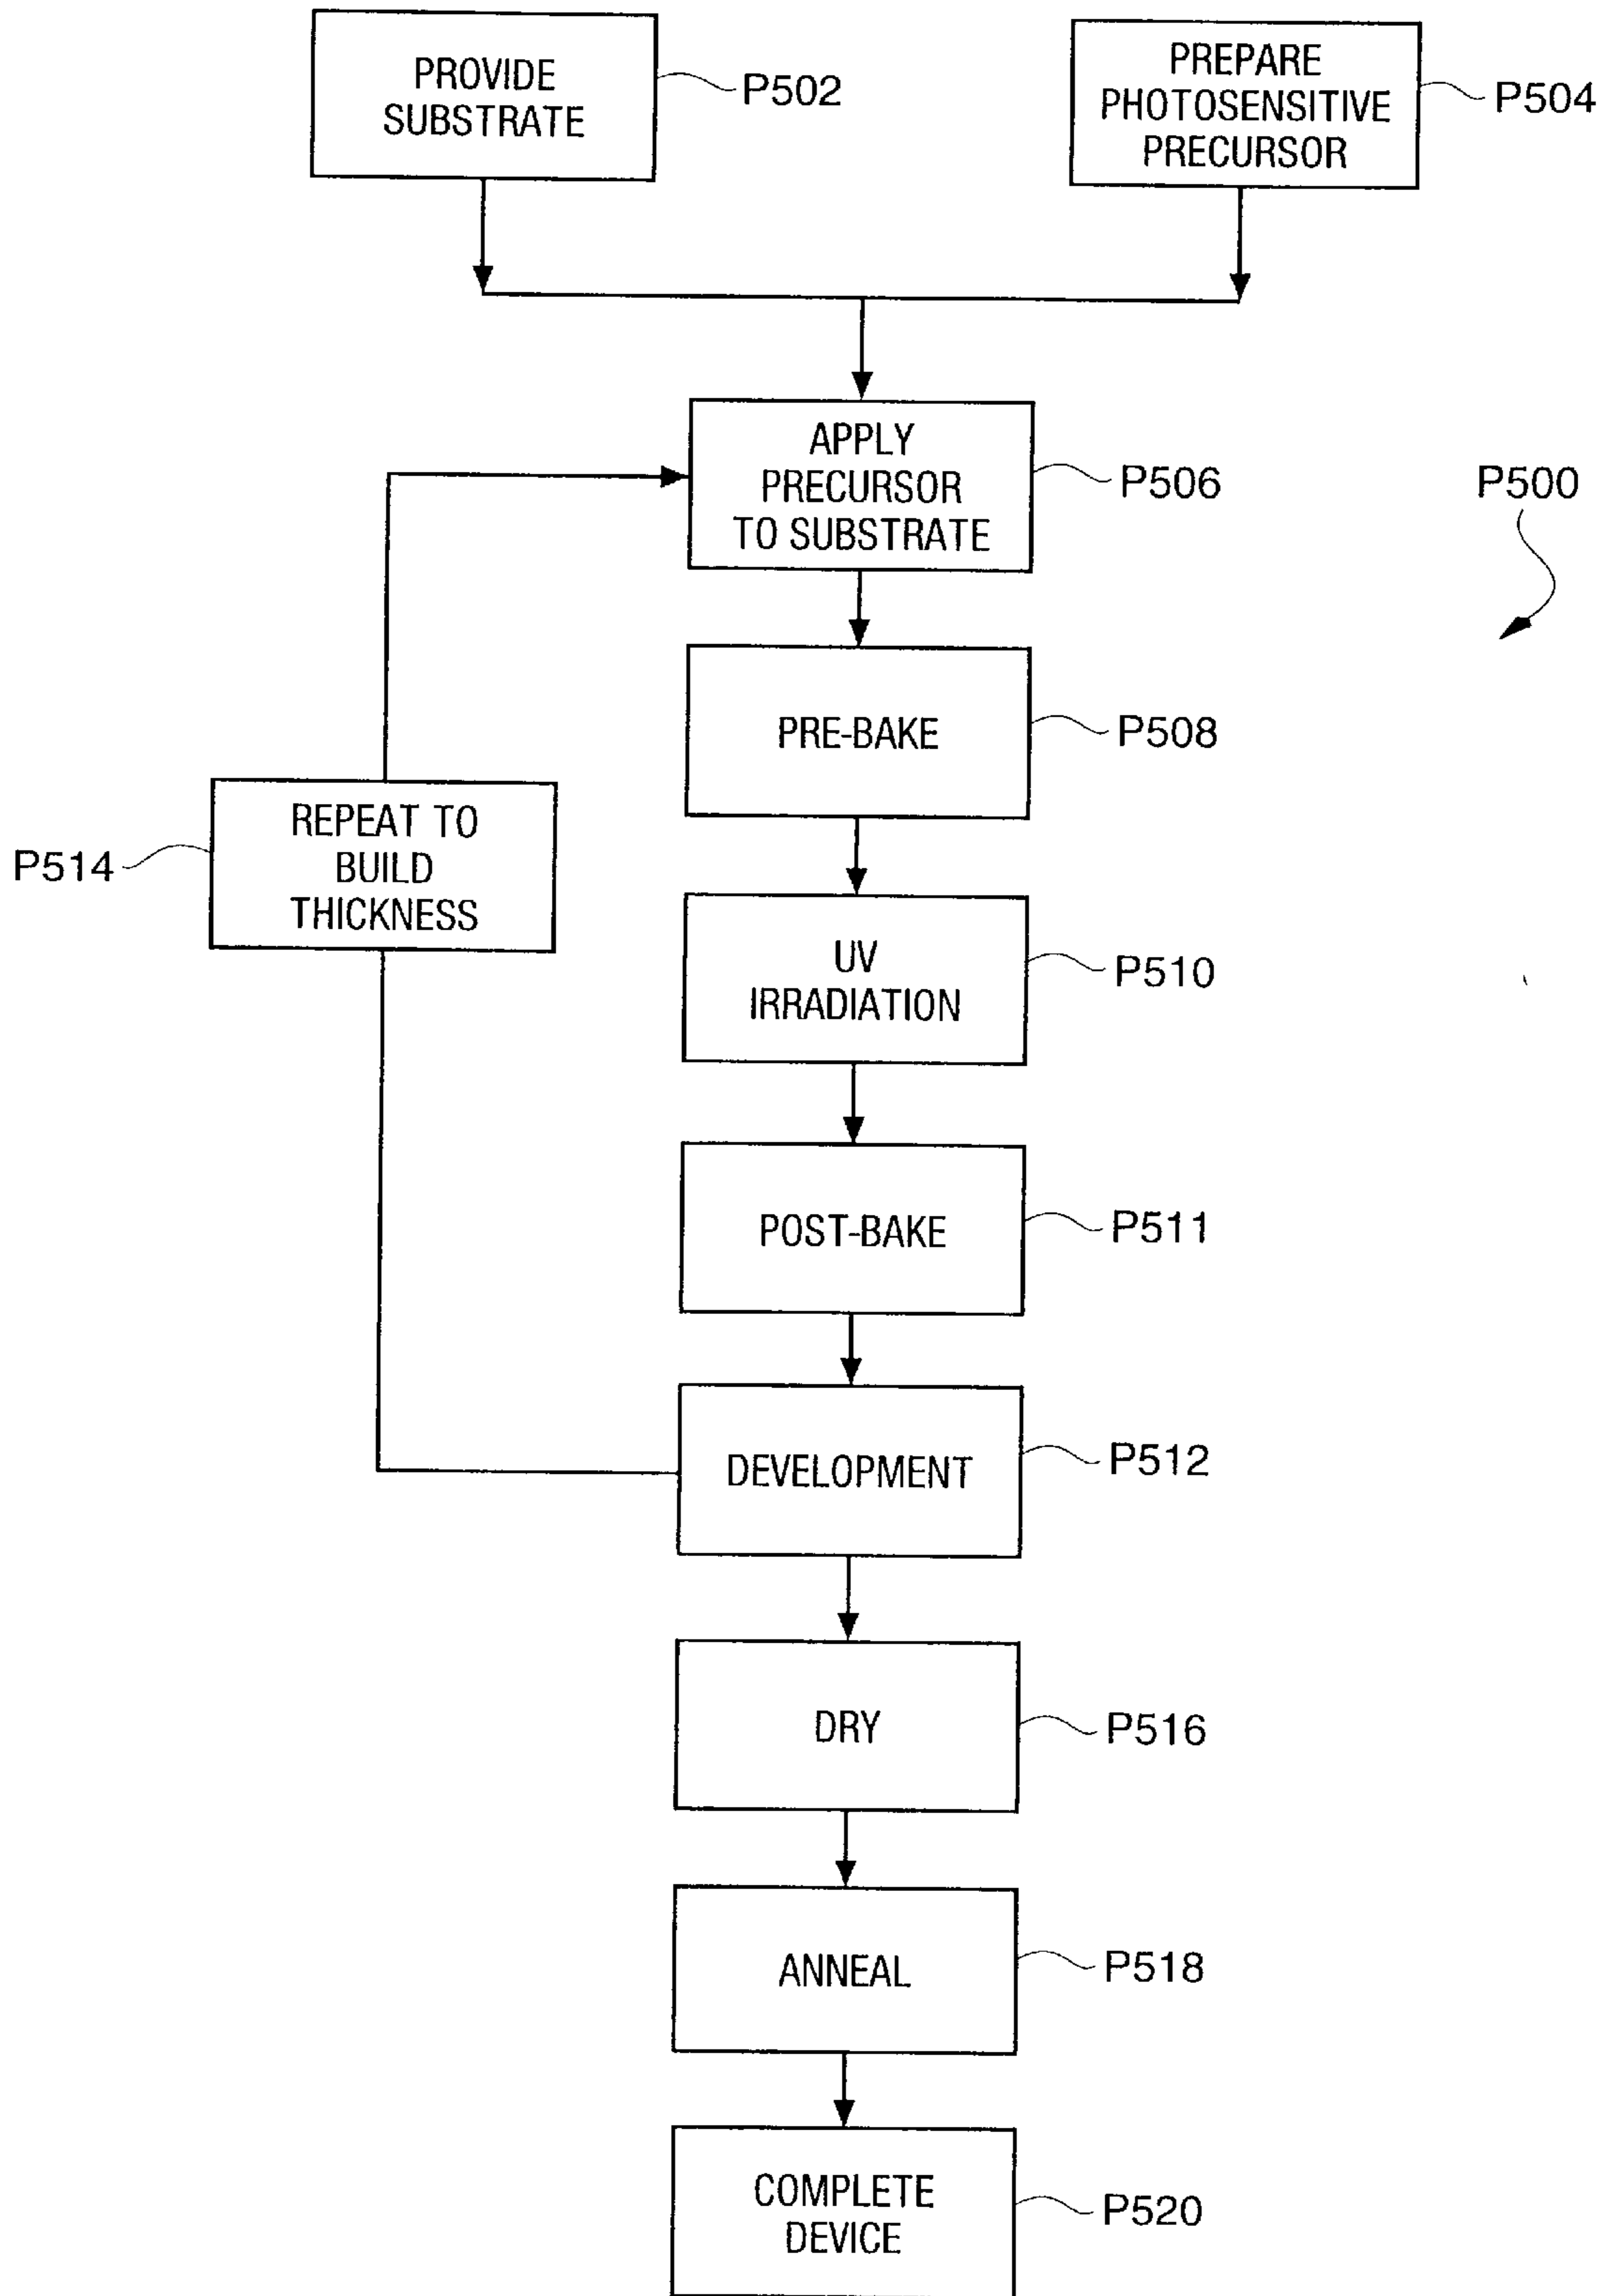 PROVIDE
SUBSTRATE
P502
PREPARE
PHOTOSENSITIVE
PRECURSOR
P504
APPLY
PRECURSOR
TO SUBSTRATE
P506
P500
PRE-BAKE
P508
REPEAT TO
BUILD
THICKNESS
P514
UV
IRRADIATION
P510
POST-BAKE
P511
DEVELOPMENT
P512
DRY
P516
ANNEAL
P518
COMPLETE
DEVICE
P520